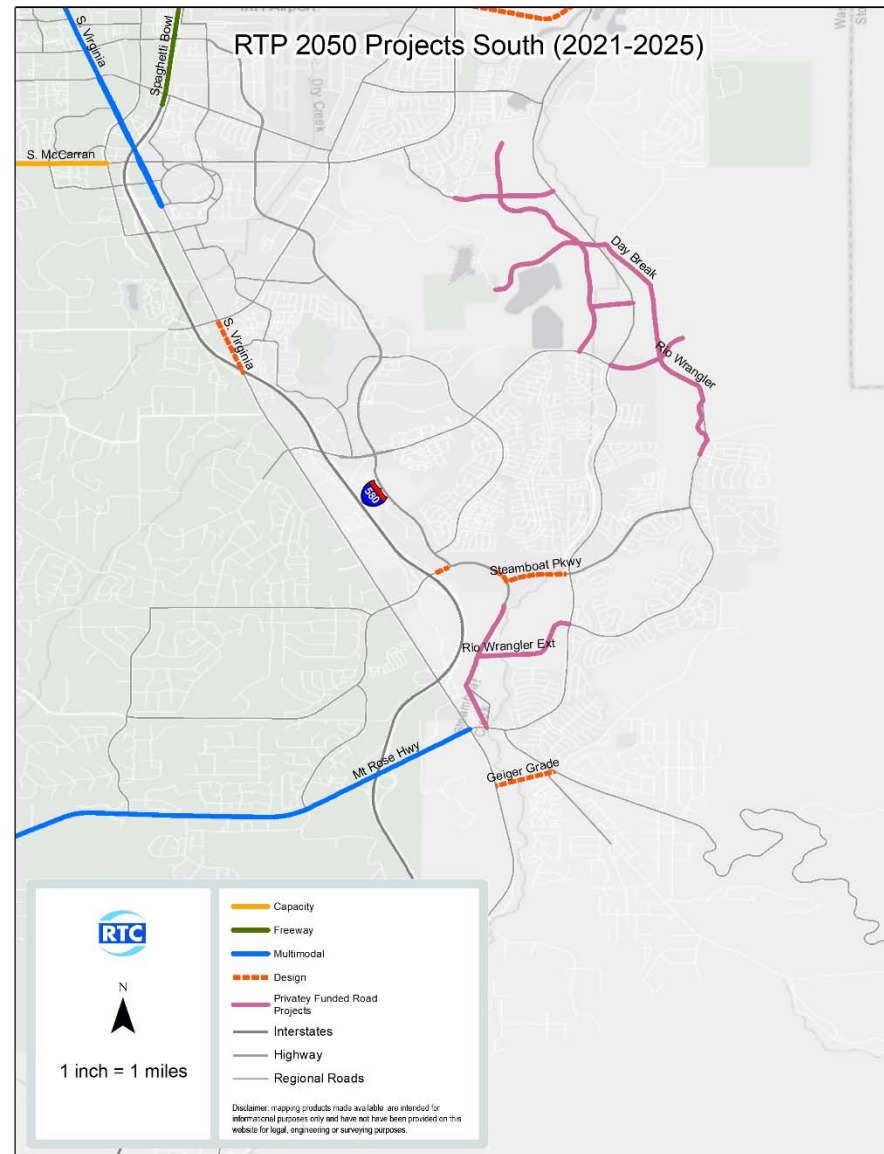 Int'l Airport
RTP 2050 Projects South (2021-2025)
S. Virginia
Spaghetti Bowl
Dry Creek
S. McCarran
Day Break
S. Virginia
Rio Wrangler
580
Steamboat Pkwy
Rio Wrangler Ext
Steamboat
Mt Rose Hwy
Geiger Grade
RTC
N
1 inch = 1 miles
Capacity
Freeway
Multimodal
Design
Privatey Funded Road
Projects
Interstates
Highway
Regional Roads
Disclaimer: mapping products made available are intended for
informational purposes only and have not have been provided on this
website for legal, engineering or surveying purposes.